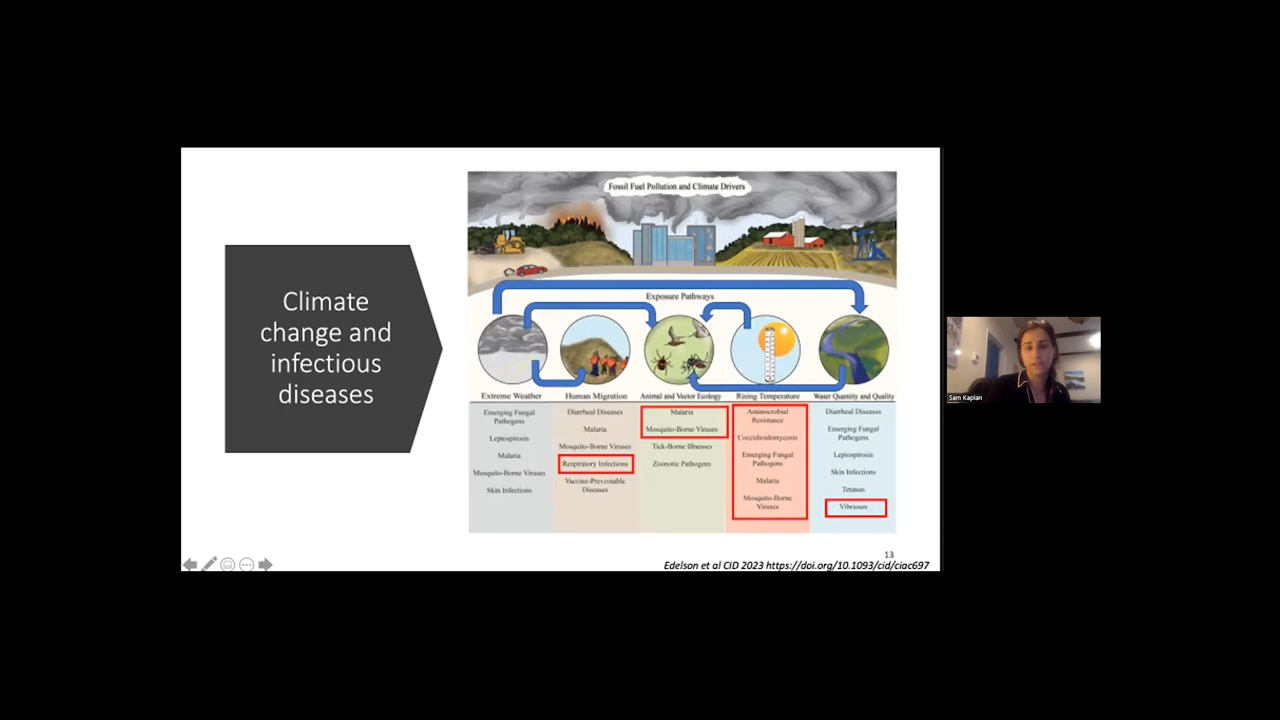 Climate
change and
infectious
diseases
Fossil Fuel Pollution and Climate Drivers
Exposure Pathways
Extreme Weather
Emerging Fungal
Pathogens
Leptospirosis
Malaria
Mosquito-Borne Viruses
Skin Infections
Human Migration
Diarrheal Diseases
Malaria
Mosquito-Borne Viruses
Respiratory Infections
Vaccine-Preventable
Diseases
Animal and Vector Ecology
Malaria
Mosquito-Borne Viruses
Tick-Borne Illnesses
Zoonotic Pathogens
Rising Temperature
Antimicrobial
Resistance
Coccidioidomycosis
Emerging Fungal
Pathogens
Malaria
Mosquito-Borne
Viruses
Water Quantity and Quality
Diarrheal Diseases
Emerging Fungal
Pathogens
Leptospirosis
Skin Infections
Tetanus
Vibrioses
13
Edelson et al CID 2023 https://doi.org/10.1093/cid/ciac697
Sam Kaplan